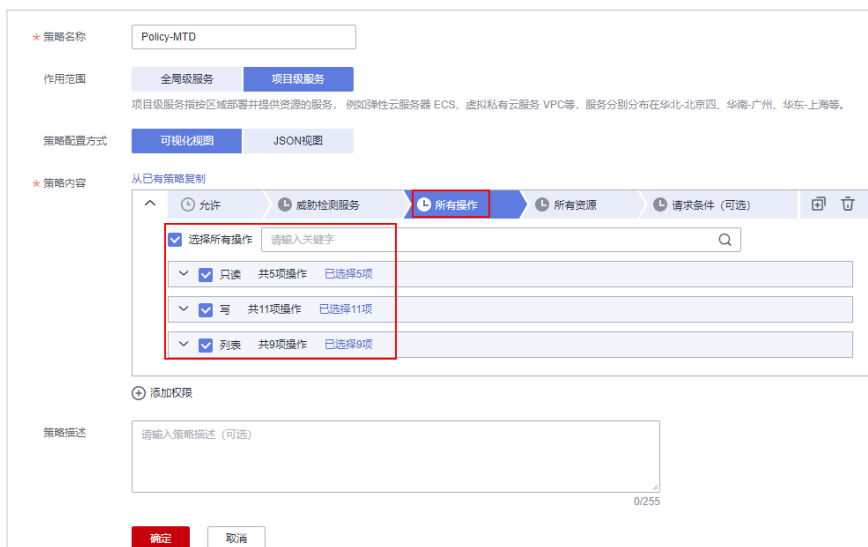 * 策略名称 Policy-MTD
作用范围 全局级服务 项目级服务
项目级服务指按区域部署并提供资源的服务， 例如弹性云服务器 ECS、虚拟私有云服务 VPC等，服务分别分布在华北-北京四、华南-广州、华东-上海等。
策略配置方式 可视化视图 JSON视图
* 策略内容 从已有策略复制
允许 威胁检测服务 所有操作 所有资源 请求条件（可选）
选择所有操作 请输入关键字
只读 共5项操作 已选择5项
写 共11项操作 已选择11项
列表 共9项操作 已选择9项
添加权限
策略描述 请输入策略描述（可选）
0/255
确定 取消